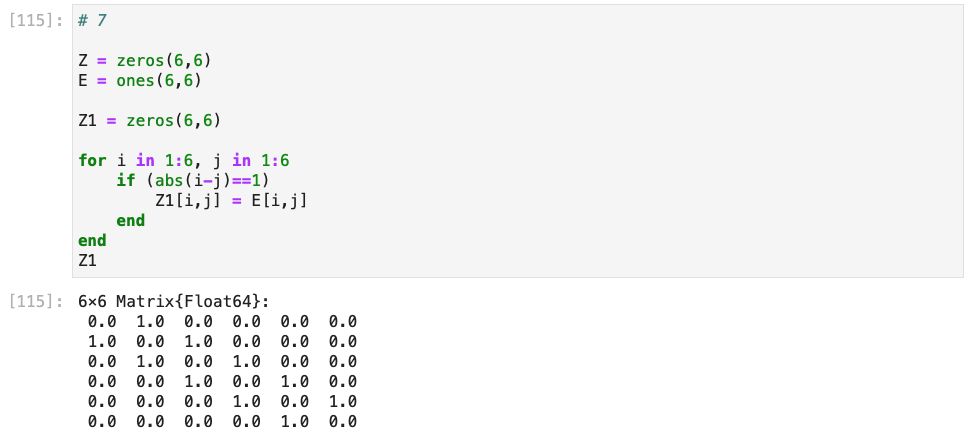 [115]: # 7
Z = zeros(6,6)
E = ones(6,6)
Z1 = zeros(6,6)
for i in 1:6, j in 1:6
    if (abs(i-j)==1)
        Z1[i,j] = E[i,j]
    end
end
Z1
[115]: 6×6 Matrix{Float64}:
 0.0  1.0  0.0  0.0  0.0  0.0
 1.0  0.0  1.0  0.0  0.0  0.0
 0.0  1.0  0.0  1.0  0.0  0.0
 0.0  0.0  1.0  0.0  1.0  0.0
 0.0  0.0  0.0  1.0  0.0  1.0
 0.0  0.0  0.0  0.0  1.0  0.0